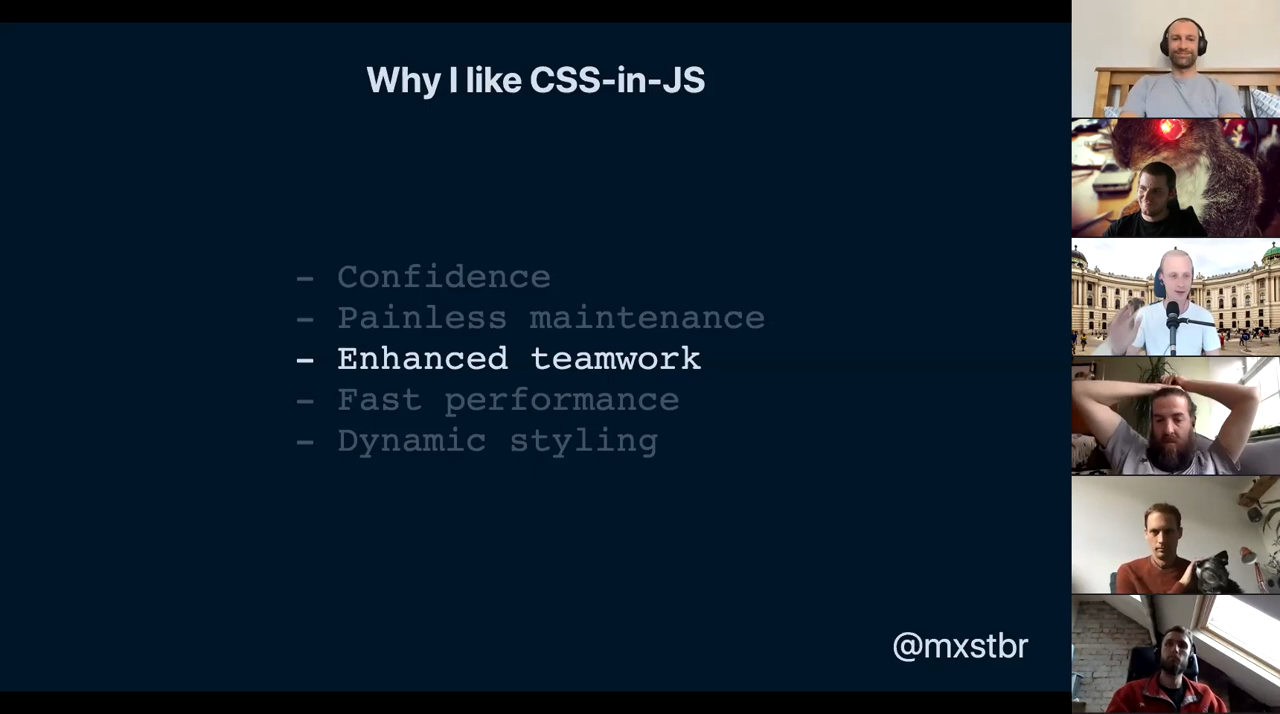 Why I like CSS-in-JS
- Confidence
- Painless maintenance
- Enhanced teamwork
- Fast performance
- Dynamic styling
@mxstbr